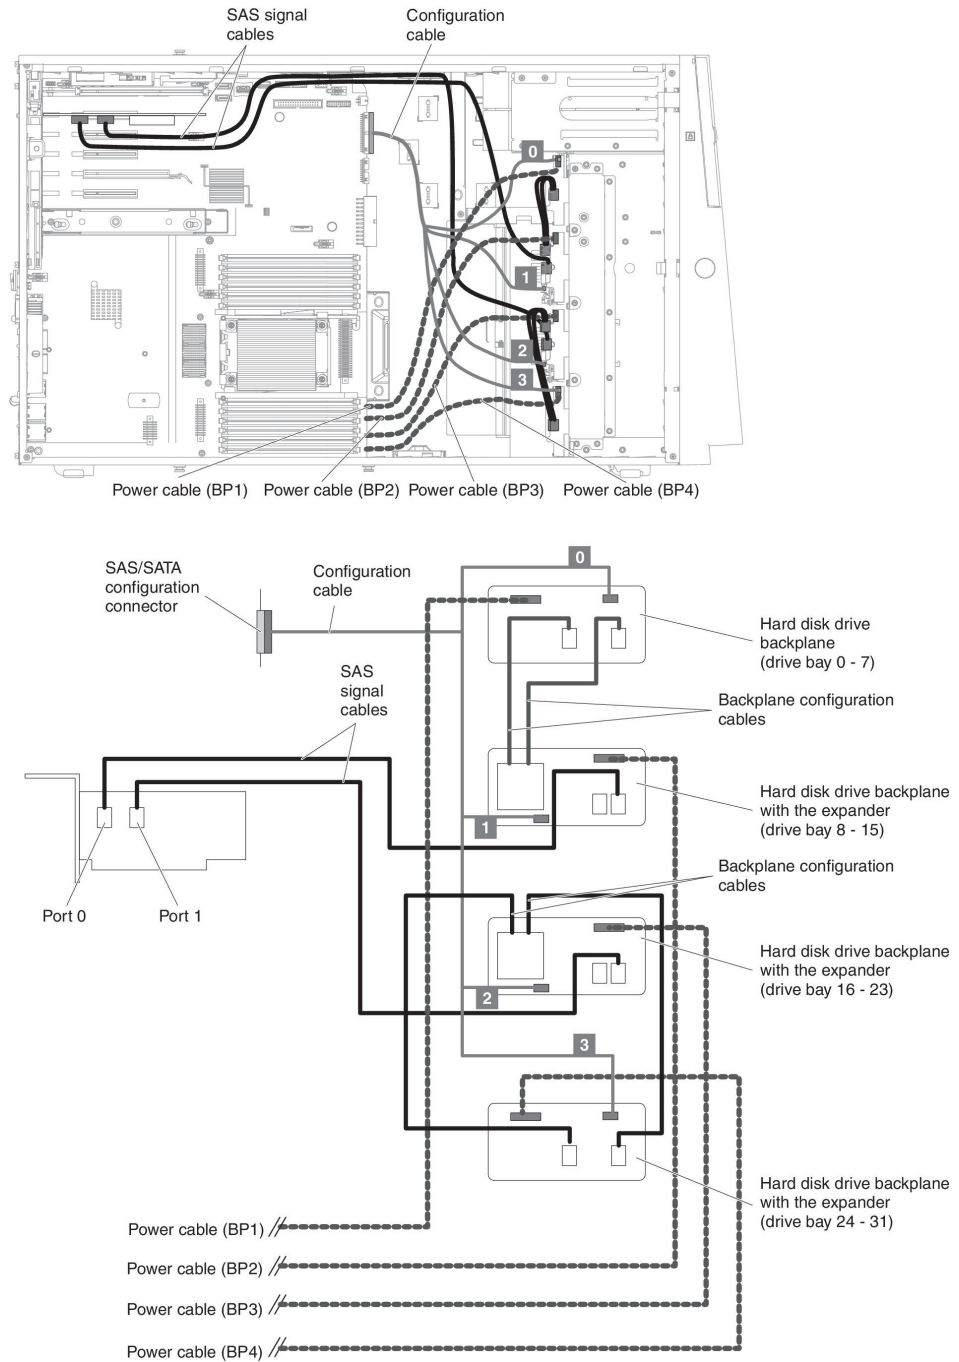 SAS signal
cables
Configuration
cable
0
1
2
3
Power cable (BP1)
Power cable (BP2)
Power cable (BP3)
Power cable (BP4)
SAS/SATA
configuration
connector
Configuration
cable
0
Hard disk drive
backplane
(drive bay 0 - 7)
SAS
signal
cables
Backplane configuration
cables
Hard disk drive backplane
with the expander
(drive bay 8 - 15)
1
Backplane configuration
cables
Port 0
Port 1
Hard disk drive backplane
with the expander
(drive bay 16 - 23)
2
3
Hard disk drive backplane
with the expander
(drive bay 24 - 31)
Power cable (BP1)
Power cable (BP2)
Power cable (BP3)
Power cable (BP4)